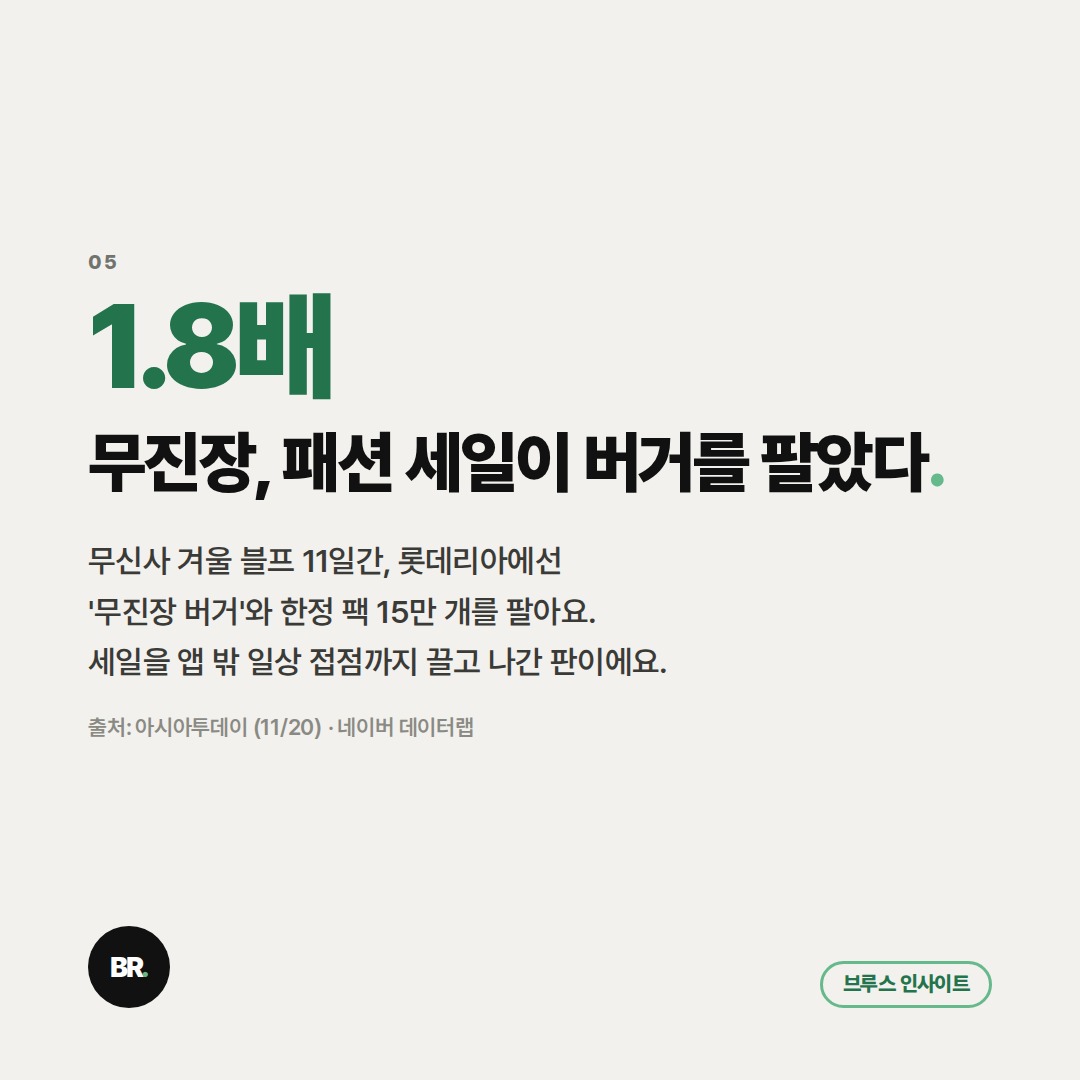 05
1.8배
무진장, 패션 세일이 버거를 팔았다.
무신사 겨울 블프 11일간, 롯데리아에선
'무진장 버거'와 한정 팩 15만 개를 팔아요.
세일을 앱 밖 일상 접점까지 끌고 나간 판이에요.
출처: 아시아투데이 (11/20) · 네이버 데이터랩
BR.
브루스 인사이트